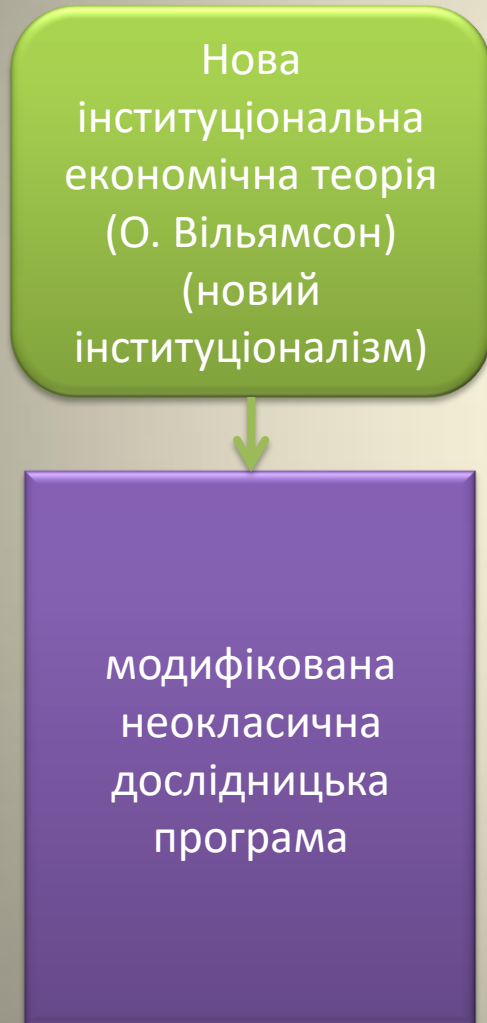 Нова
інституціональна
економічна теорія
(О. Вільямсон)
(новий
інституціоналізм)
модифікована
неокласична
дослідницька
програма